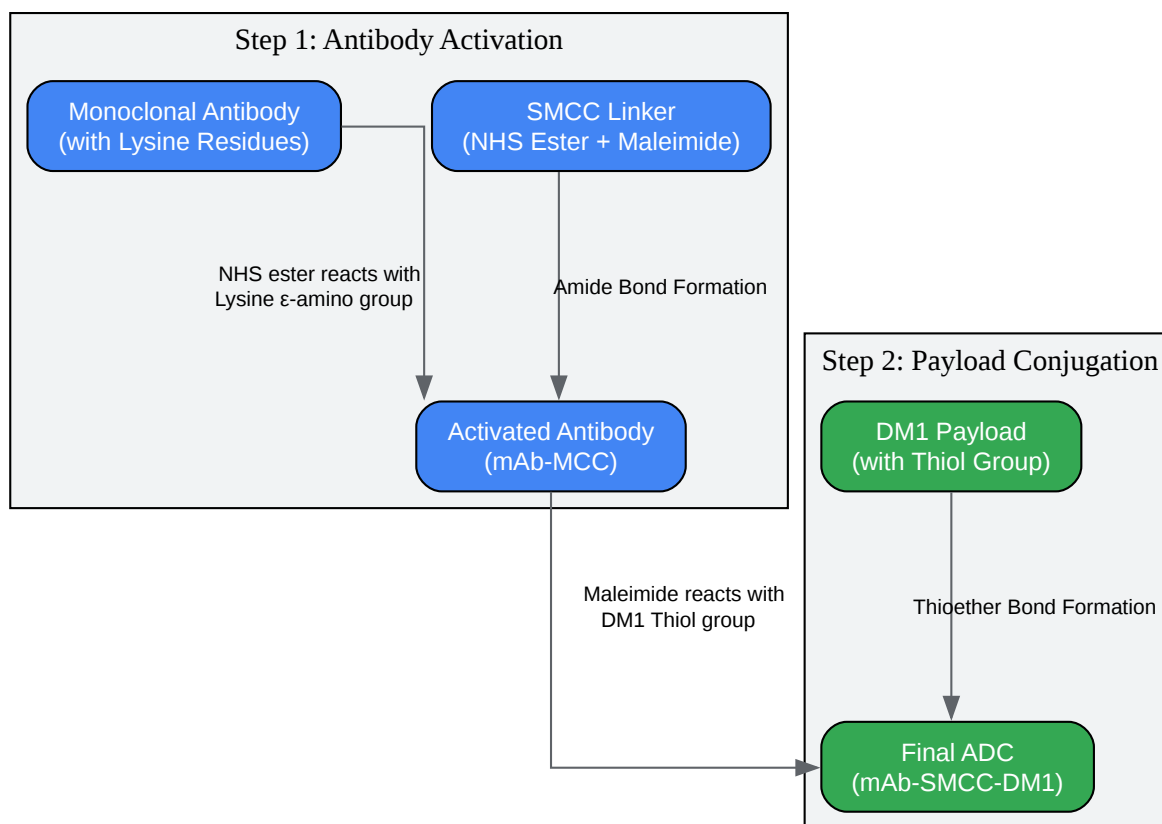 Step 1: Antibody Activation
Monoclonal Antibody
(with Lysine Residues)
SMCC Linker
(NHS Ester + Maleimide)
NHS ester reacts with
Lysine ε-amino group
Amide Bond Formation
Activated Antibody
(mAb-MCC)
Step 2: Payload Conjugation
DM1 Payload
(with Thiol Group)
Maleimide reacts with
DM1 Thiol group
Thioether Bond Formation
Final ADC
(mAb-SMCC-DM1)